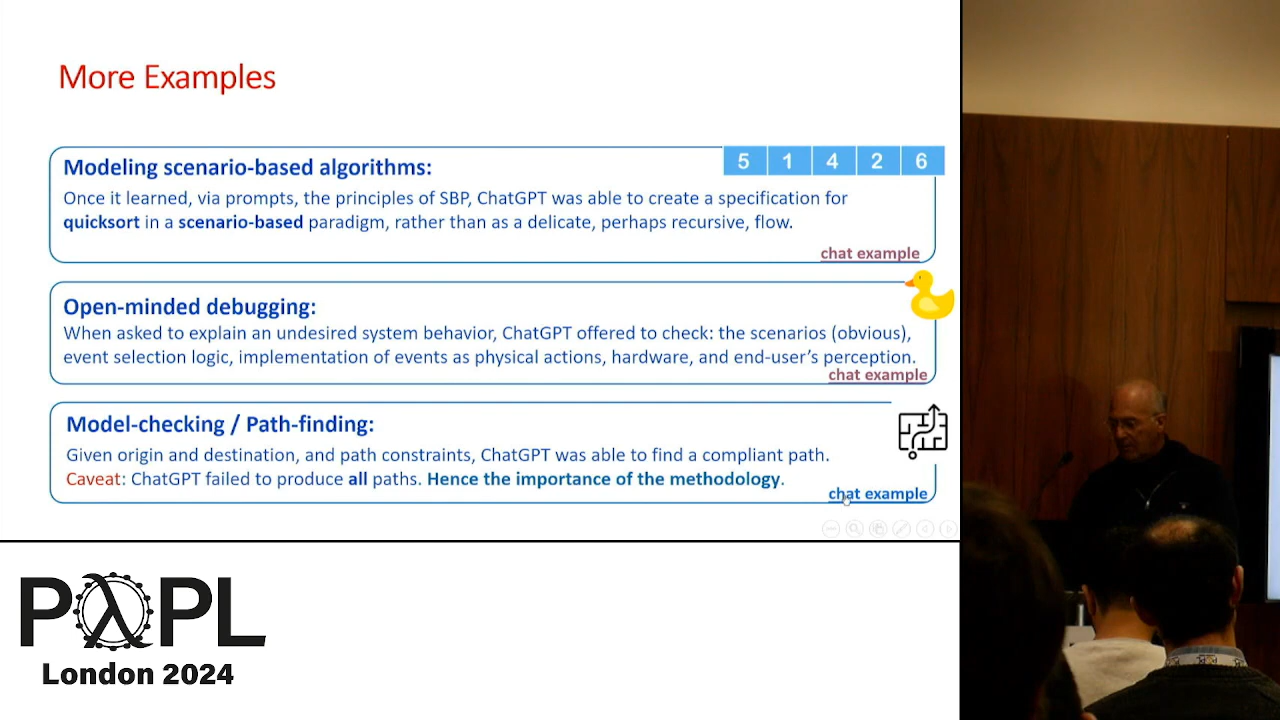 More Examples
Modeling scenario-based algorithms:
5 1 4 2 6
Once it learned, via prompts, the principles of SBP, ChatGPT was able to create a specification for
quicksort in a scenario-based paradigm, rather than as a delicate, perhaps recursive, flow.
chat example
Open-minded debugging:
When asked to explain an undesired system behavior, ChatGPT offered to check: the scenarios (obvious),
event selection logic, implementation of events as physical actions, hardware, and end-user's perception.
chat example
Model-checking / Path-finding:
Given origin and destination, and path constraints, ChatGPT was able to find a compliant path.
Caveat: ChatGPT failed to produce all paths. Hence the importance of the methodology.
chat example
PλPL
London 2024